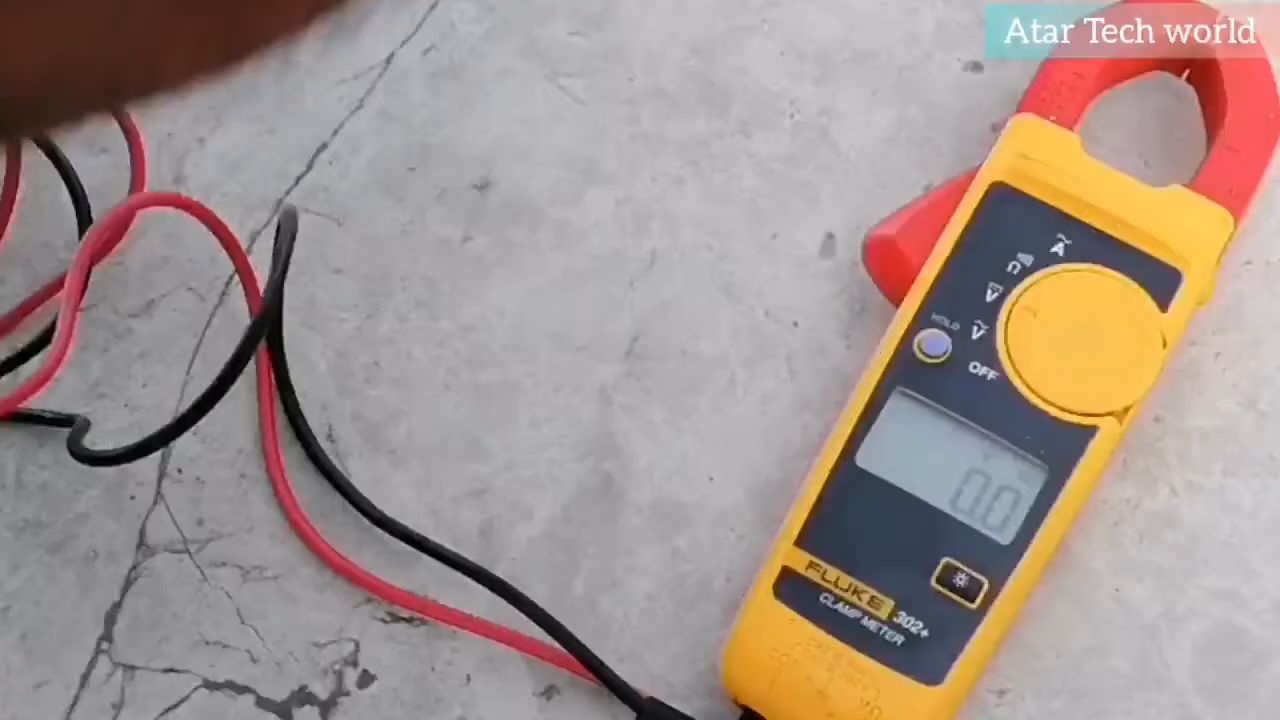 Atar Tech world
A
Ω
V
V
HOLD
OFF
0.0
FLUKE 302+
CLAMP METER